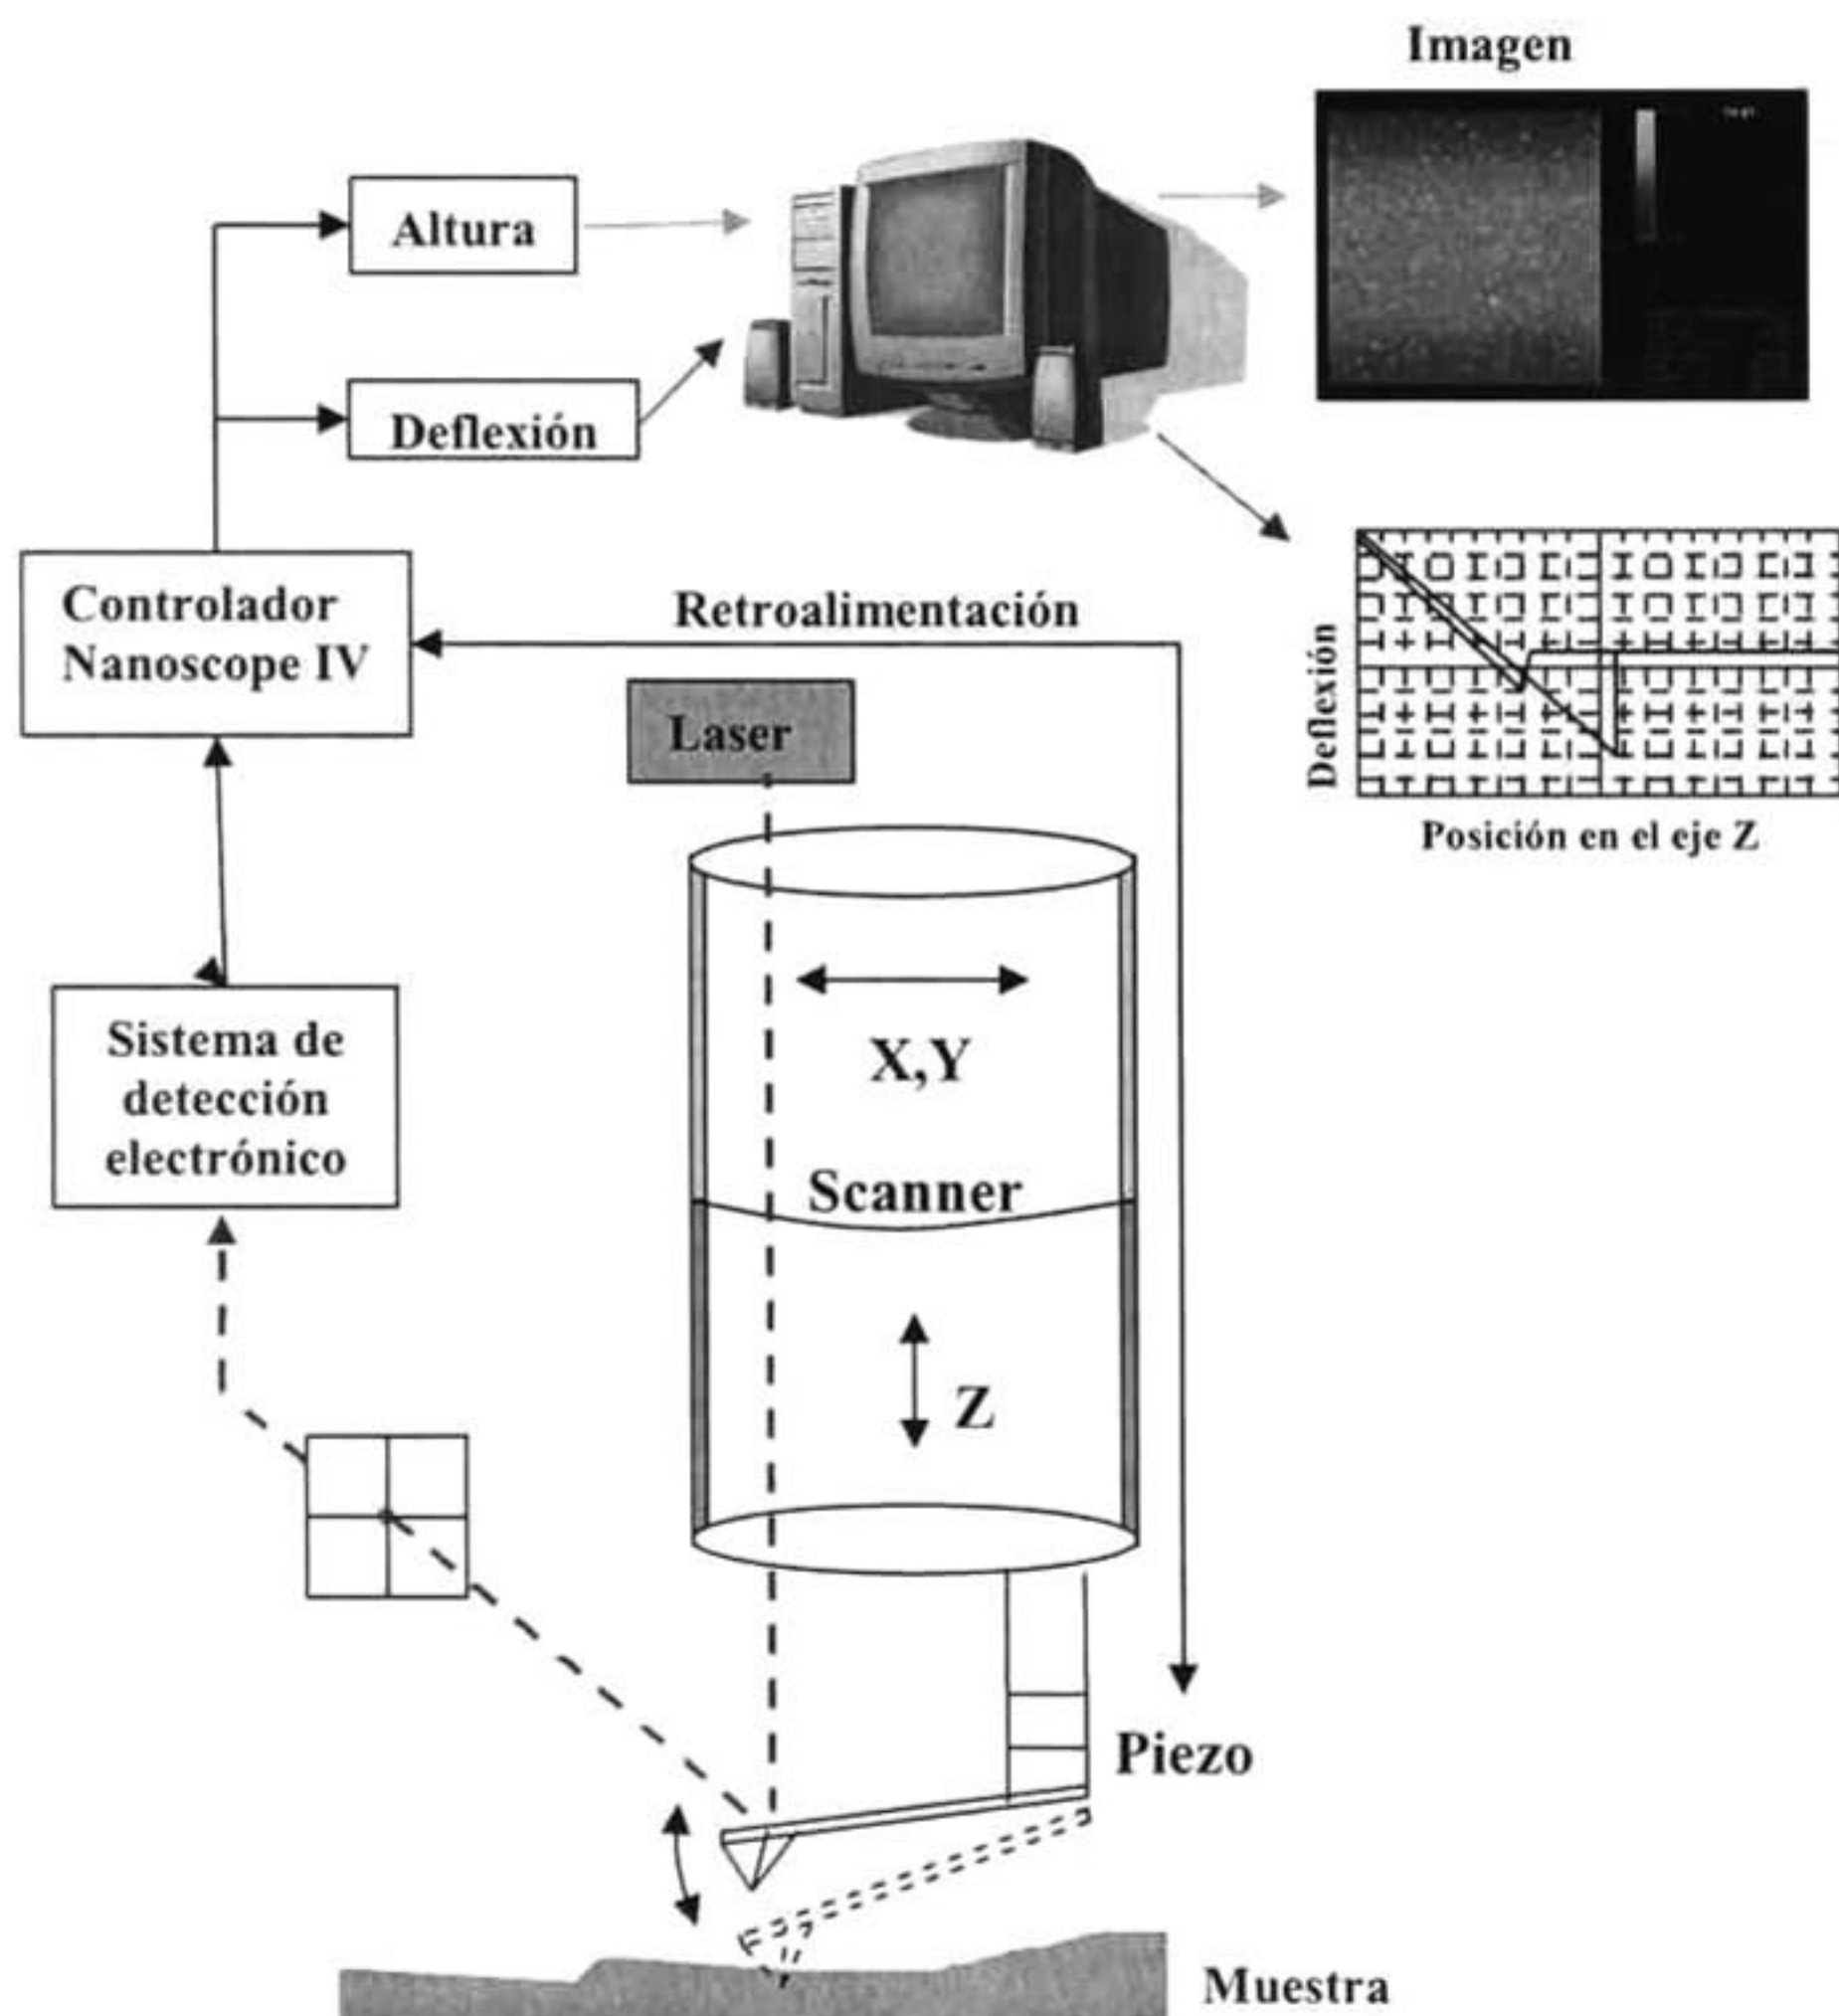 Imagen
Altura
Deflexión
Controlador
Nanoscope IV
Retroalimentación
Laser
Deflexión
Posición en el eje Z
X,Y
Scanner
Sistema de
detección
electrónico
Z
Piezo
Muestra